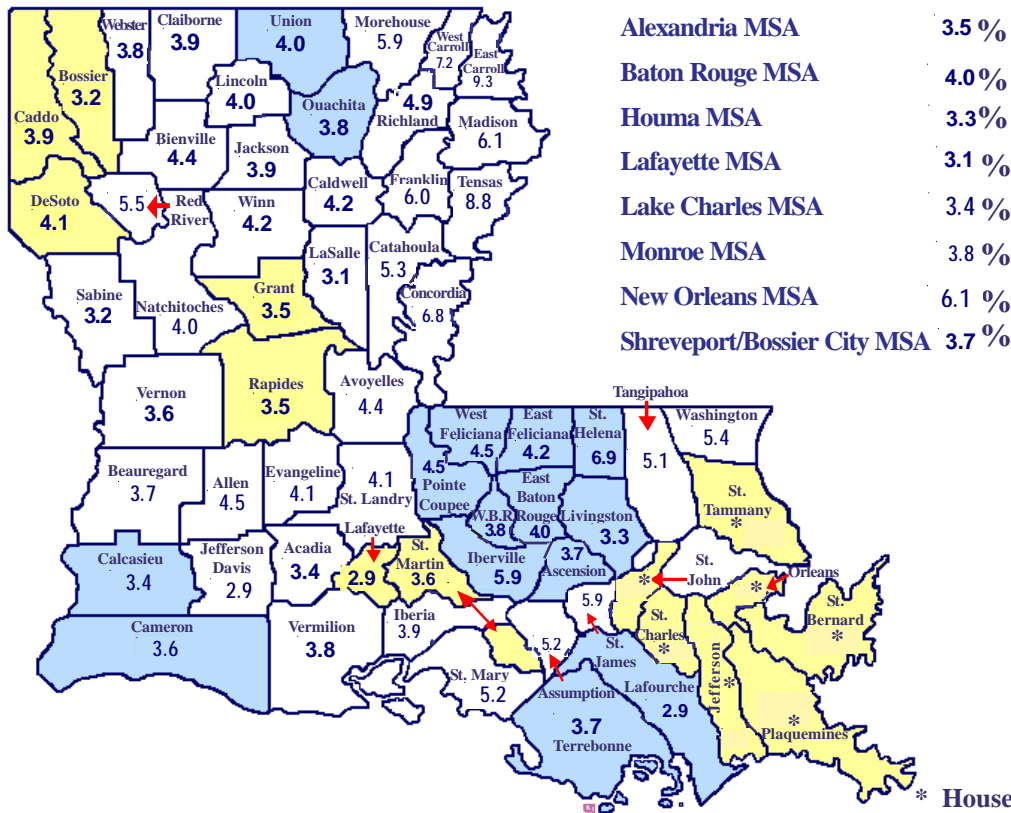 Alexandria MSA 3.5 %
Baton Rouge MSA 4.0 %
Houma MSA 3.3 %
Lafayette MSA 3.1 %
Lake Charles MSA 3.4 %
Monroe MSA 3.8 %
New Orleans MSA 6.1 %
Shreveport/Bossier City MSA 3.7 %
Caddo
3.9
Bossier
3.2
Webster
3.8
Claiborne
3.9
Union
4.0
Morehouse
5.9
West
Carroll
7.2
East
Carroll
9.3
Lincoln
4.0
Ouachita
3.8
4.9
Richland
Madison
6.1
Bienville
4.4
Jackson
3.9
Caldwell
4.2
Franklin
6.0
Tensas
8.8
DeSoto
4.1
5.5
Red
River
Winn
4.2
LaSalle
3.1
Catahoula
5.3
Concordia
6.8
Sabine
3.2
Natchitoches
4.0
Grant
3.5
Vernon
3.6
Rapides
3.5
Avoyelles
4.4
Tangipahoa
5.1
Washington
5.4
West
Feliciana
4.5
East
Feliciana
4.2
St.
Helena
6.9
4.5
Pointe
Coupee
East
Baton
Rouge
4.0
W.B.R
3.8
Livingston
3.3
St.
Tammany
*
Beauregard
3.7
Allen
4.5
Evangeline
4.1
4.1
St. Landry
Calcasieu
3.4
Jefferson
Davis
2.9
Acadia
3.4
Lafayette
2.9
St.
Martin
3.6
Iberville
5.9
3.7
Ascension
St.
John
*
Orleans
*
St.
Bernard
*
Cameron
3.6
Vermilion
3.8
Iberia
3.9
St. Mary
5.2
5.2
Assumption
5.9
St.
James
St.
Charles
*
Jefferson
*
*
Plaquemines
Lafourche
2.9
3.7
Terrebonne
* House